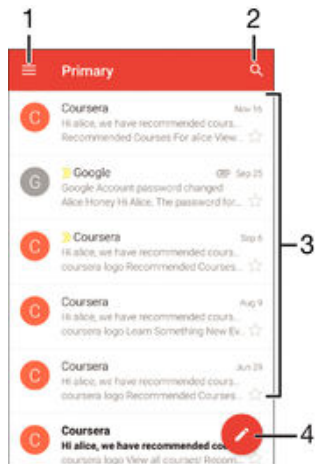 1
2
Primary
C
Coursera
Nov 16
Hi alice, we have recommended cours...
Recommended Courses For alice View...
3
G
Google
Sep 25
Google Account password changed
Alice Honey Hi Alice, The password for...
C
Coursera
Sep 6
Hi alice, we have recommended cours...
coursera logo Recommended Courses...
C
Coursera
Aug 9
Hi alice, we have recommended cours...
coursera logo Learn Something New Ev...
C
Coursera
Jun 29
Hi alice, we have recommended cours...
coursera logo Recommended Courses...
C
Coursera
Hi alice, we have recommended co
coursera logo View all courses! Recom
4